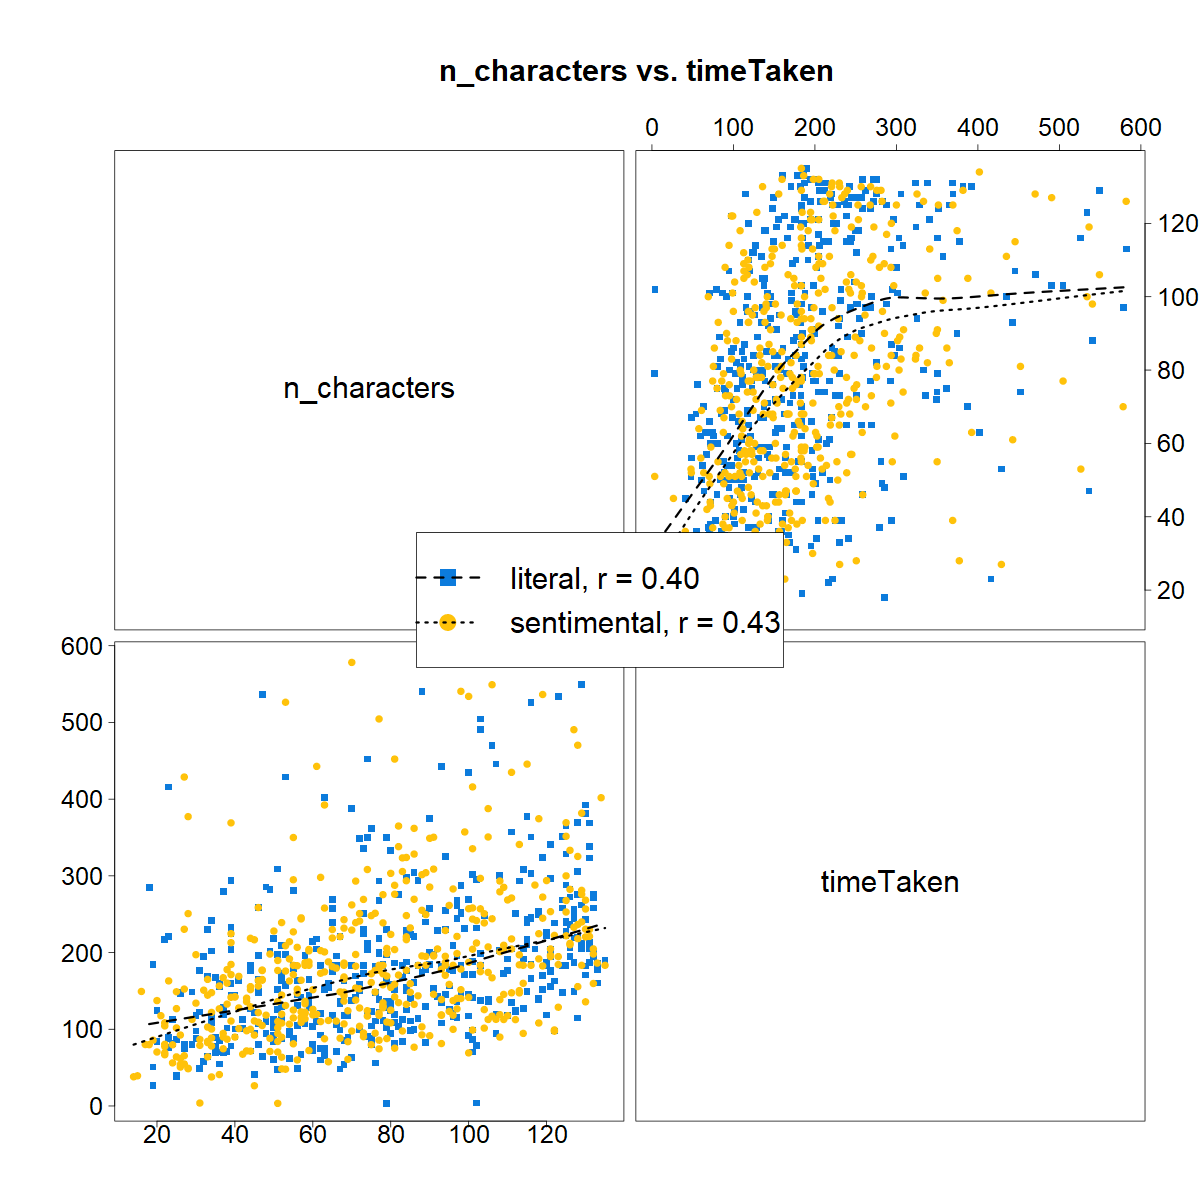 n_characters vs. timeTaken
0 100 200 300 400 500 600
n_characters
120
100
80
60
40
20
literal, r = 0.40
sentimental, r = 0.43
600
500
400
300
200
100
0
timeTaken
20 40 60 80 100 120